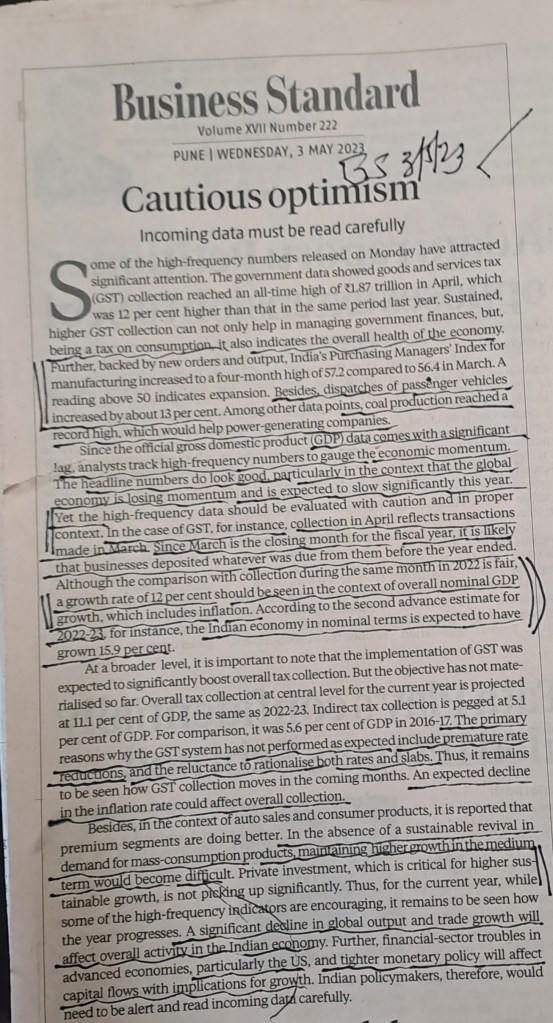 Business Standard
Volume XVII Number 222
PUNE | WEDNESDAY, 3 MAY 2023
BS 3/5/23
Cautious optimism
Incoming data must be read carefully
Some of the high-frequency numbers released on Monday have attracted
significant attention. The government data showed goods and services tax
(GST) collection reached an all-time high of ₹1.87 trillion in April, which
was 12 per cent higher than that in the same period last year. Sustained,
higher GST collection can not only help in managing government finances, but,
being a tax on consumption, it also indicates the overall health of the economy.
Further, backed by new orders and output, India's Purchasing Managers' Index for
manufacturing increased to a four-month high of 57.2 compared to 56.4 in March. A
reading above 50 indicates expansion. Besides, dispatches of passenger vehicles
increased by about 13 per cent. Among other data points, coal production reached a
record high, which would help power-generating companies.
Since the official gross domestic product (GDP) data comes with a significant
lag, analysts track high-frequency numbers to gauge the economic momentum.
The headline numbers do look good, particularly in the context that the global
economy is losing momentum and is expected to slow significantly this year.
Yet the high-frequency data should be evaluated with caution and in proper
context. In the case of GST, for instance, collection in April reflects transactions
made in March. Since March is the closing month for the fiscal year, it is likely
that businesses deposited whatever was due from them before the year ended.
Although the comparison with collection during the same month in 2022 is fair,
a growth rate of 12 per cent should be seen in the context of overall nominal GDP
growth, which includes inflation. According to the second advance estimate for
2022-23, for instance, the Indian economy in nominal terms is expected to have
grown 15.9 per cent.
At a broader level, it is important to note that the implementation of GST was
expected to significantly boost overall tax collection. But the objective has not mate-
rialised so far. Overall tax collection at central level for the current year is projected
at 11.1 per cent of GDP, the same as 2022-23. Indirect tax collection is pegged at 5.1
per cent of GDP. For comparison, it was 5.6 per cent of GDP in 2016-17. The primary
reasons why the GST system has not performed as expected include premature rate
reductions, and the reluctance to rationalise both rates and slabs. Thus, it remains
to be seen how GST collection moves in the coming months. An expected decline
in the inflation rate could affect overall collection.
Besides, in the context of auto sales and consumer products, it is reported that
premium segments are doing better. In the absence of a sustainable revival in
demand for mass-consumption products, maintaining higher growth in the medium
term would become difficult. Private investment, which is critical for higher sus-
tainable growth, is not picking up significantly. Thus, for the current year, while
some of the high-frequency indicators are encouraging, it remains to be seen how
the year progresses. A significant decline in global output and trade growth will
affect overall activity in the Indian economy. Further, financial-sector troubles in
advanced economies, particularly the US, and tighter monetary policy will affect
capital flows with implications for growth. Indian policymakers, therefore, would
need to be alert and read incoming data carefully.